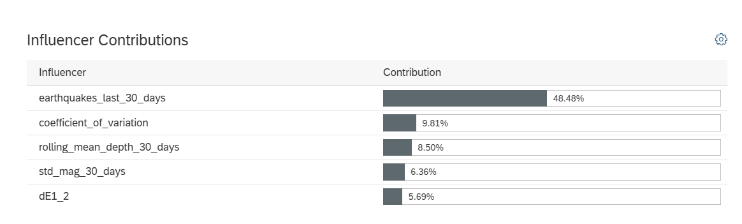 Influencer Contributions
Influencer Contribution
earthquakes_last_30_days 48.48%
coefficient_of_variation 9.81%
rolling_mean_depth_30_days 8.50%
std_mag_30_days 6.36%
dE1_2 5.69%